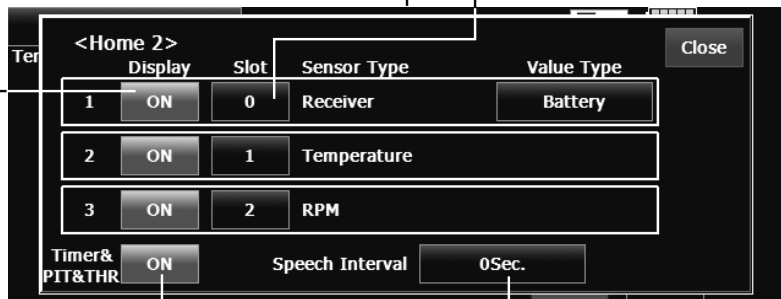 Ter
<Home 2>
Close
Display Slot Sensor Type Value Type
1 ON 0 Receiver Battery
2 ON 1 Temperature
3 ON 2 RPM
Timer&
PIT&THR ON Speech Interval 0Sec.